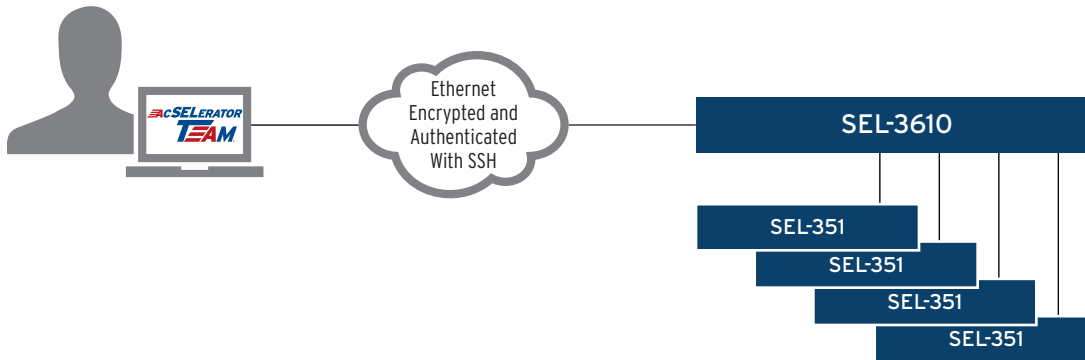 ACSELERATOR
TEAM
Ethernet
Encrypted and
Authenticated
With SSH
SEL-3610
SEL-351
SEL-351
SEL-351
SEL-351